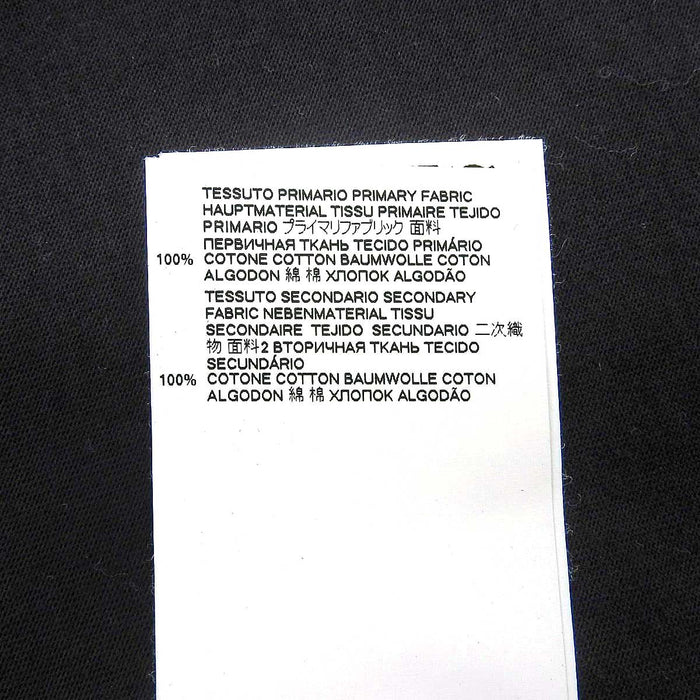 TESSUTO PRIMARIO PRIMARY FABRIC
HAUPTMATERIAL TISSU PRIMAIRE TEJIDO
PRIMARIO プライマリファブリック 面料
ПЕРВИЧНАЯ ТКАНЬ TECIDO PRIMÁRIO
100% COTONE COTTON BAUMWOLLE COTON
ALGODON 綿 棉 ХЛОПОК ALGODÃO
TESSUTO SECONDARIO SECONDARY
FABRIC NEBENMATERIAL TISSU
SECONDAIRE TEJIDO SECUNDARIO 二次織
物 面料2 ВТОРИЧНАЯ ТКАНЬ TECIDO
SECUNDÁRIO
100% COTONE COTTON BAUMWOLLE COTON
ALGODON 綿 棉 ХЛОПОК ALGODÃO